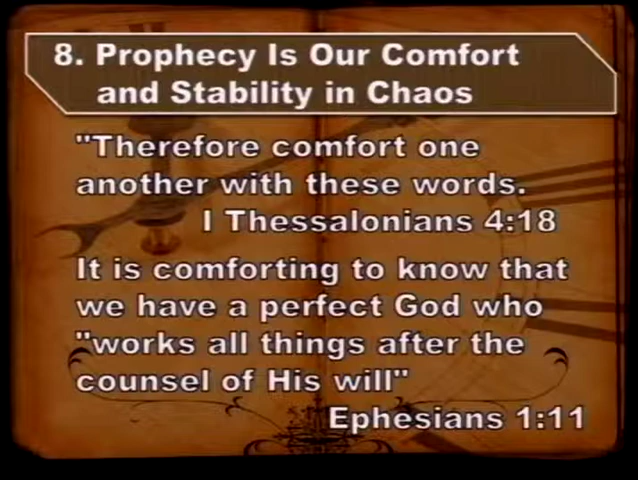 8. Prophecy Is Our Comfort
and Stability in Chaos
"Therefore comfort one
another with these words.
I Thessalonians 4:18
It is comforting to know that
we have a perfect God who
"works all things after the
counsel of His will"
Ephesians 1:11